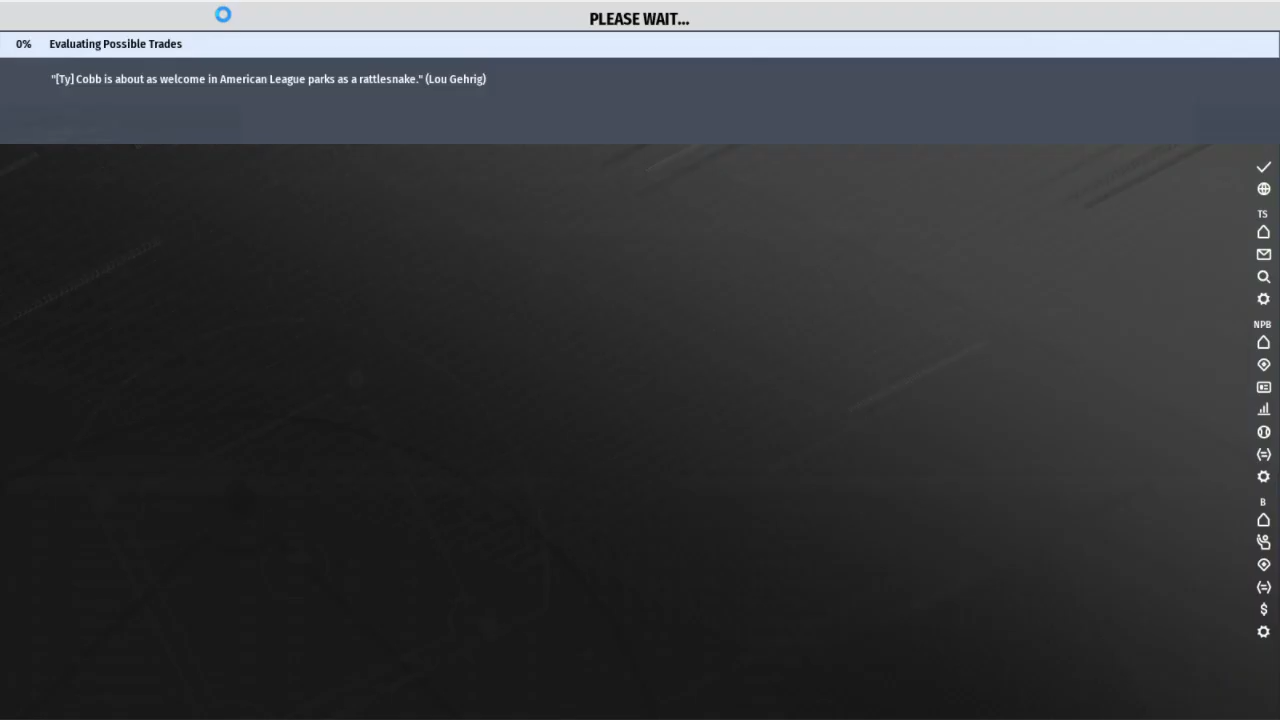 PLEASE WAIT...
0% Evaluating Possible Trades
"[Ty] Cobb is about as welcome in American League parks as a rattlesnake." (Lou Gehrig)
TS
NPB
B